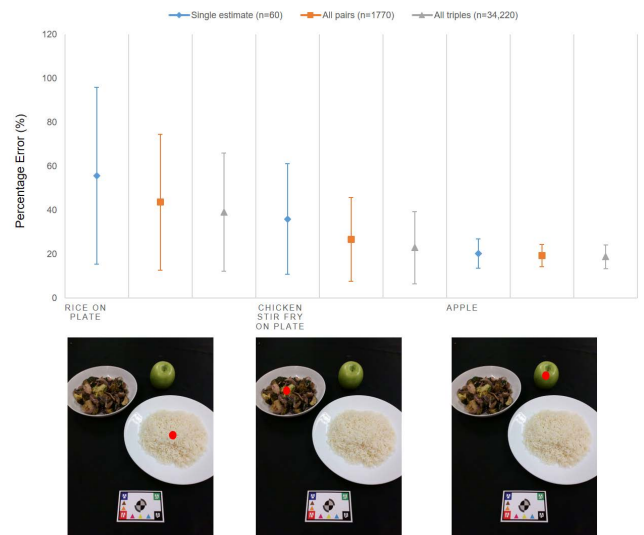 Single estimate (n=60) All pairs (n=1770) All triples (n=34,220)
Percentage Error (%)
120
100
80
60
40
20
0
RICE ON
PLATE
CHICKEN
STIR FRY
ON PLATE
APPLE